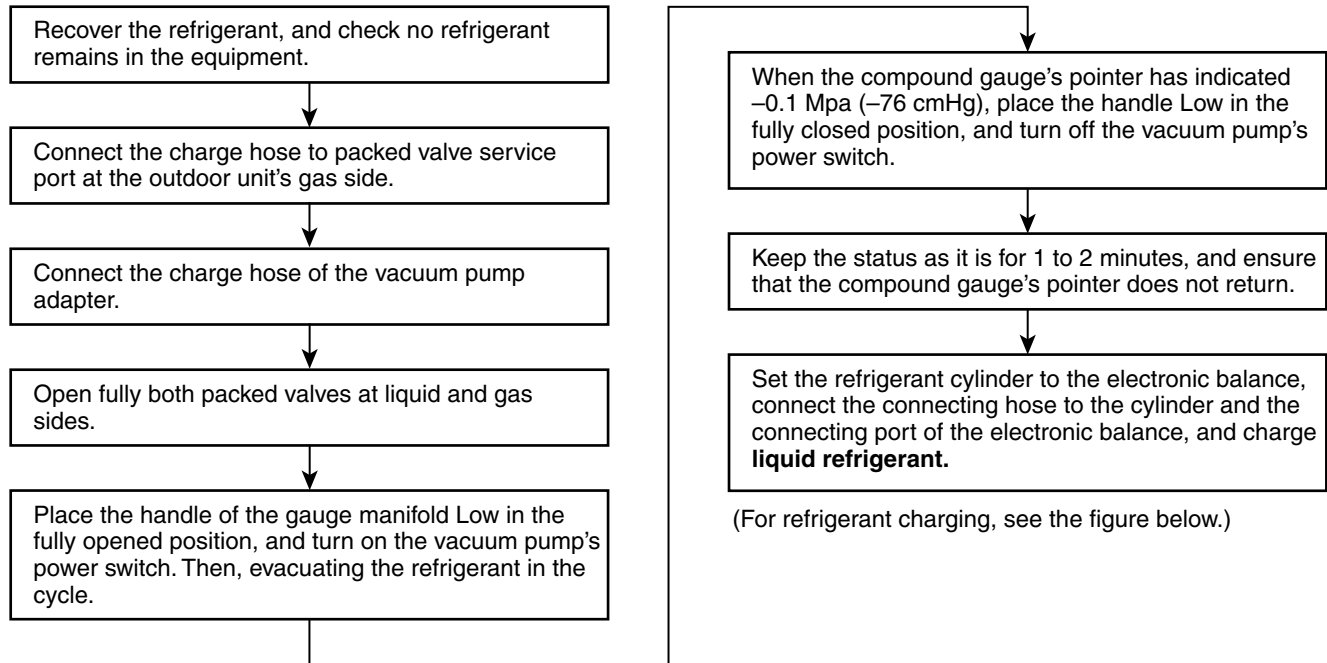 Recover the refrigerant, and check no refrigerant
remains in the equipment.
Connect the charge hose to packed valve service
port at the outdoor unit's gas side.
Connect the charge hose of the vacuum pump
adapter.
Open fully both packed valves at liquid and gas
sides.
Place the handle of the gauge manifold Low in the
fully opened position, and turn on the vacuum pump's
power switch. Then, evacuating the refrigerant in the
cycle.
When the compound gauge's pointer has indicated
–0.1 Mpa (–76 cmHg), place the handle Low in the
fully closed position, and turn off the vacuum pump's
power switch.
Keep the status as it is for 1 to 2 minutes, and ensure
that the compound gauge's pointer does not return.
Set the refrigerant cylinder to the electronic balance,
connect the connecting hose to the cylinder and the
connecting port of the electronic balance, and charge
liquid refrigerant.
(For refrigerant charging, see the figure below.)